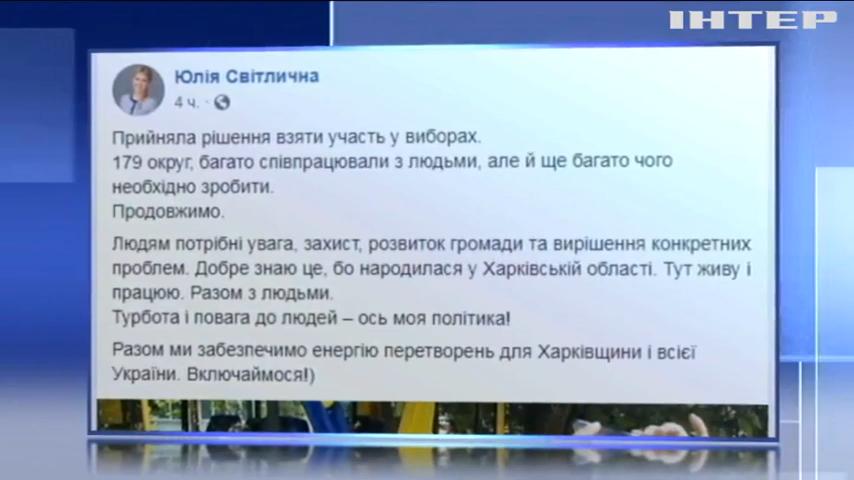 ІНТЕР
Юлія Світлична
4 ч. ·
Прийняла рішення взяти участь у виборах.
179 округ, багато співпрацювали з людьми, але й ще багато чого
необхідно зробити.
Продовжимо.
Людям потрібні увага, захист, розвиток громади та вирішення конкретних
проблем. Добре знаю це, бо народилася у Харківській області. Тут живу і
працюю. Разом з людьми.
Турбота і повага до людей – ось моя політика!
Разом ми забезпечимо енергію перетворень для Харківщини і всієї
України. Включаймося!)